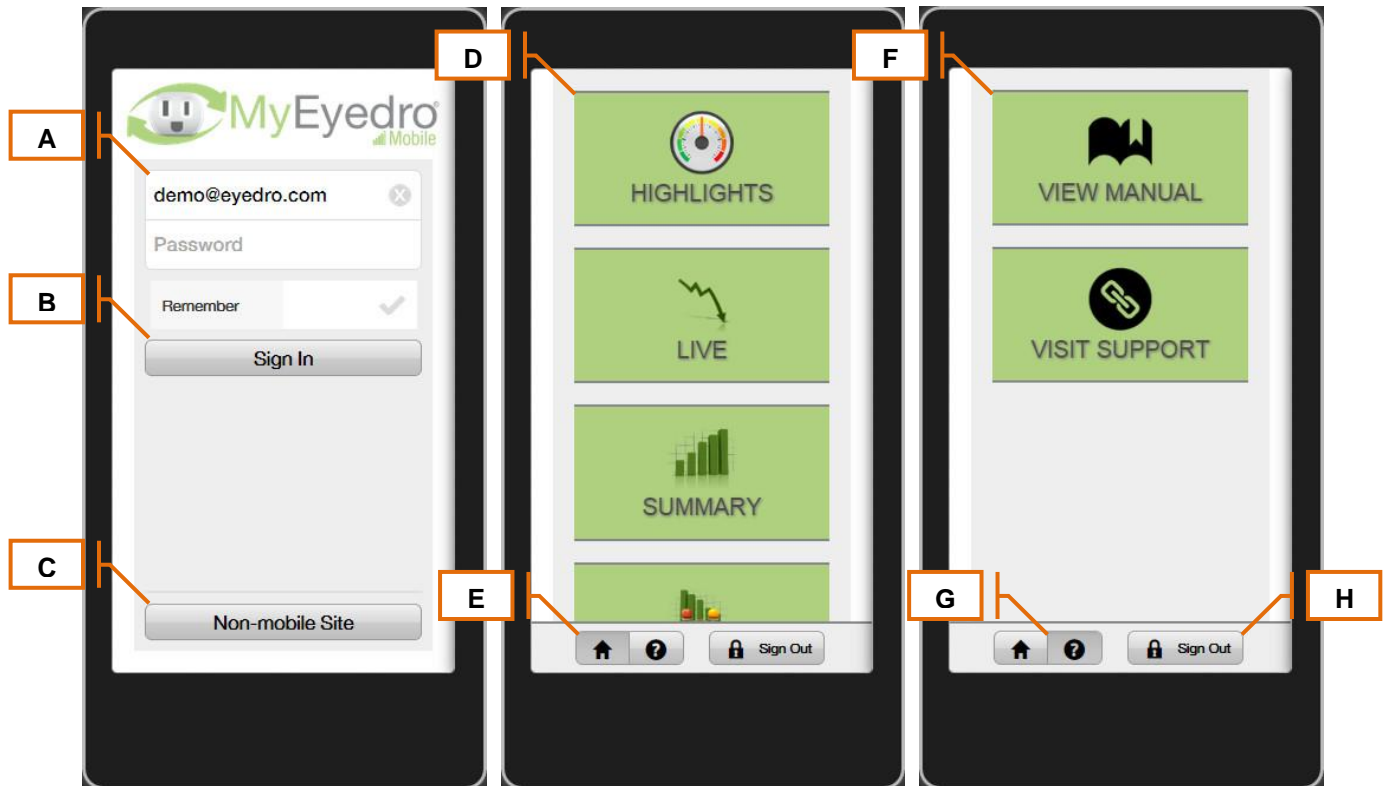 A
MyEyedro®
Mobile
demo@eyedro.com
Password
B
Remember
Sign In
C
Non-mobile Site
D
HIGHLIGHTS
LIVE
SUMMARY
E
? Sign Out
F
VIEW MANUAL
VISIT SUPPORT
G
H
? Sign Out